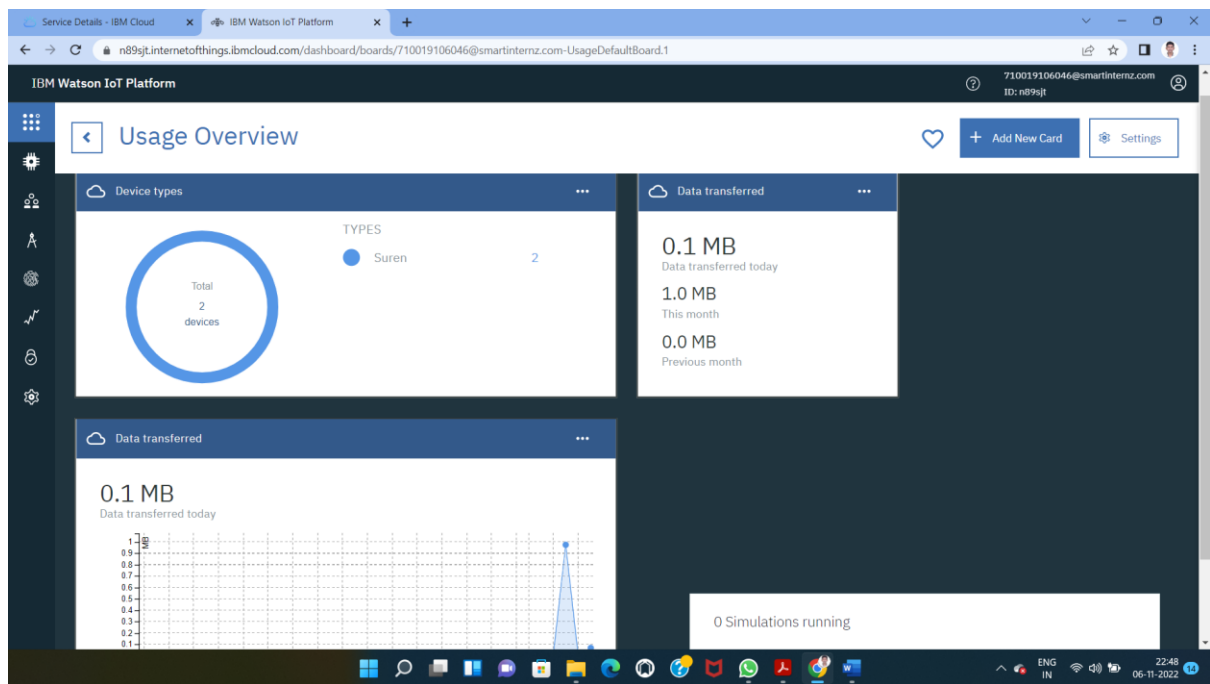 Service Details - IBM Cloud
IBM Watson IoT Platform
n89sjt.internetofthings.ibmcloud.com/dashboard/boards/710019106046@smartinternz.com-UsageDefaultBoard.1
IBM Watson IoT Platform
710019106046@smartinternz.com
ID: n89sjt
Usage Overview
+ Add New Card
Settings
Device types
TYPES
Suren 2
Total
2
devices
Data transferred
0.1 MB
Data transferred today
1.0 MB
This month
0.0 MB
Previous month
Data transferred
0.1 MB
Data transferred today
MB
1
0.9
0.8
0.7
0.6
0.5
0.4
0.3
0.2
0.1
0 Simulations running
ENG
IN
22:48
06-11-2022
14